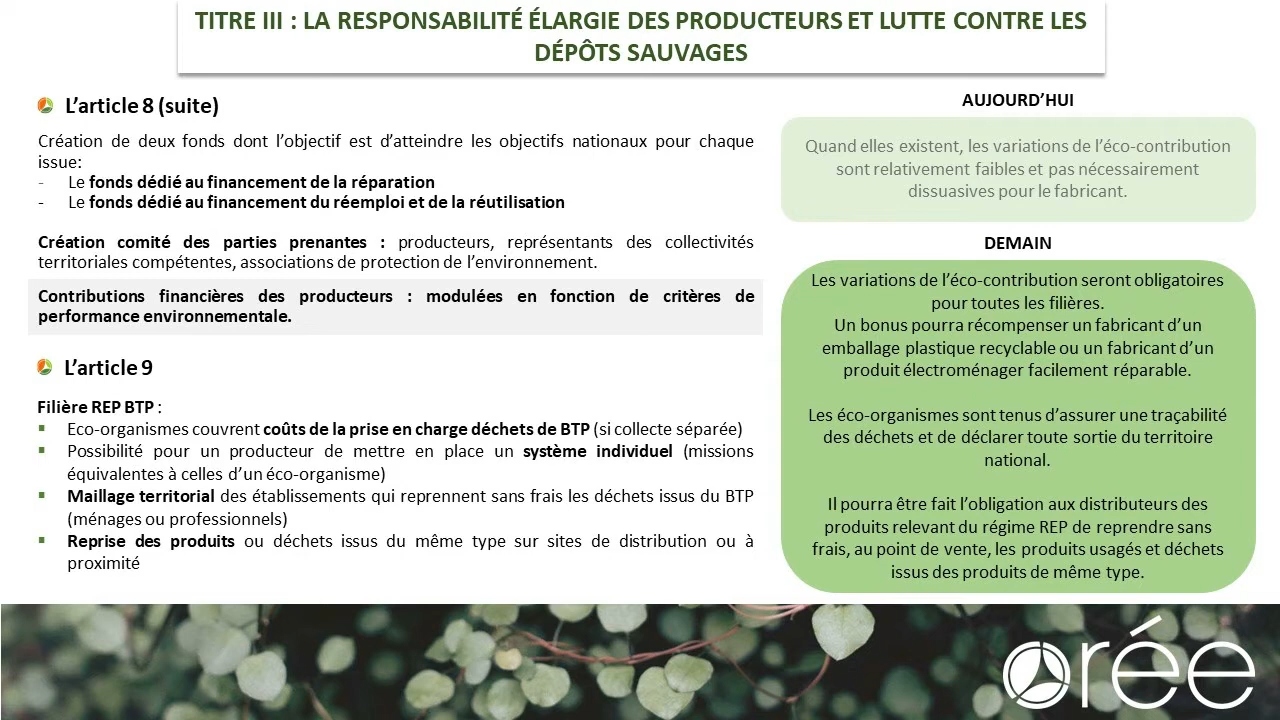 TITRE III : LA RESPONSABILITÉ ÉLARGIE DES PRODUCTEURS ET LUTTE CONTRE LES
DÉPÔTS SAUVAGES
L’article 8 (suite)
Création de deux fonds dont l’objectif est d’atteindre les objectifs nationaux pour chaque
issue:
- Le fonds dédié au financement de la réparation
- Le fonds dédié au financement du réemploi et de la réutilisation
Création comité des parties prenantes : producteurs, représentants des collectivités
territoriales compétentes, associations de protection de l’environnement.
Contributions financières des producteurs : modulées en fonction de critères de
performance environnementale.
L’article 9
Filière REP BTP :
▪ Eco-organismes couvrent coûts de la prise en charge déchets de BTP (si collecte séparée)
▪ Possibilité pour un producteur de mettre en place un système individuel (missions
équivalentes à celles d’un éco-organisme)
▪ Maillage territorial des établissements qui reprennent sans frais les déchets issus du BTP
(ménages ou professionnels)
▪ Reprise des produits ou déchets issus du même type sur sites de distribution ou à
proximité
AUJOURD’HUI
Quand elles existent, les variations de l’éco-contribution
sont relativement faibles et pas nécessairement
dissuasives pour le fabricant.
DEMAIN
Les variations de l’éco-contribution seront obligatoires
pour toutes les filières.
Un bonus pourra récompenser un fabricant d’un
emballage plastique recyclable ou un fabricant d’un
produit électroménager facilement réparable.
Les éco-organismes sont tenus d’assurer une traçabilité
des déchets et de déclarer toute sortie du territoire
national.
Il pourra être fait l’obligation aux distributeurs des
produits relevant du régime REP de reprendre sans
frais, au point de vente, les produits usagés et déchets
issus des produits de même type.
orée